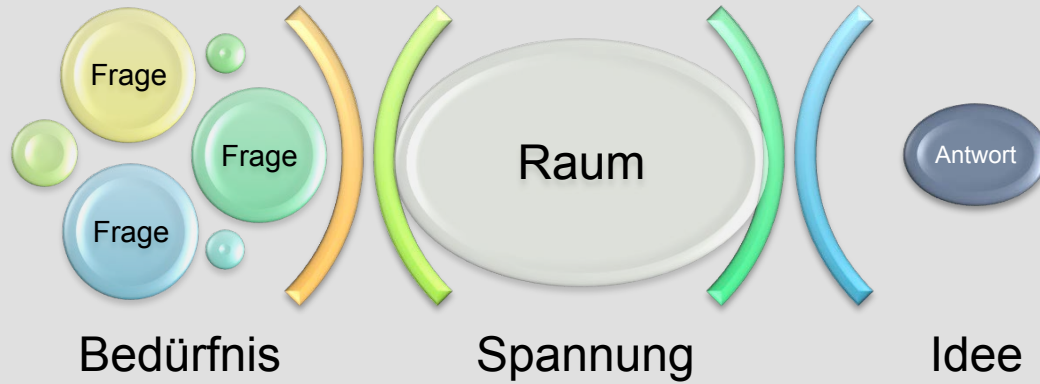 Frage
Frage
Frage
Raum
Antwort
Bedürfnis
Spannung
Idee